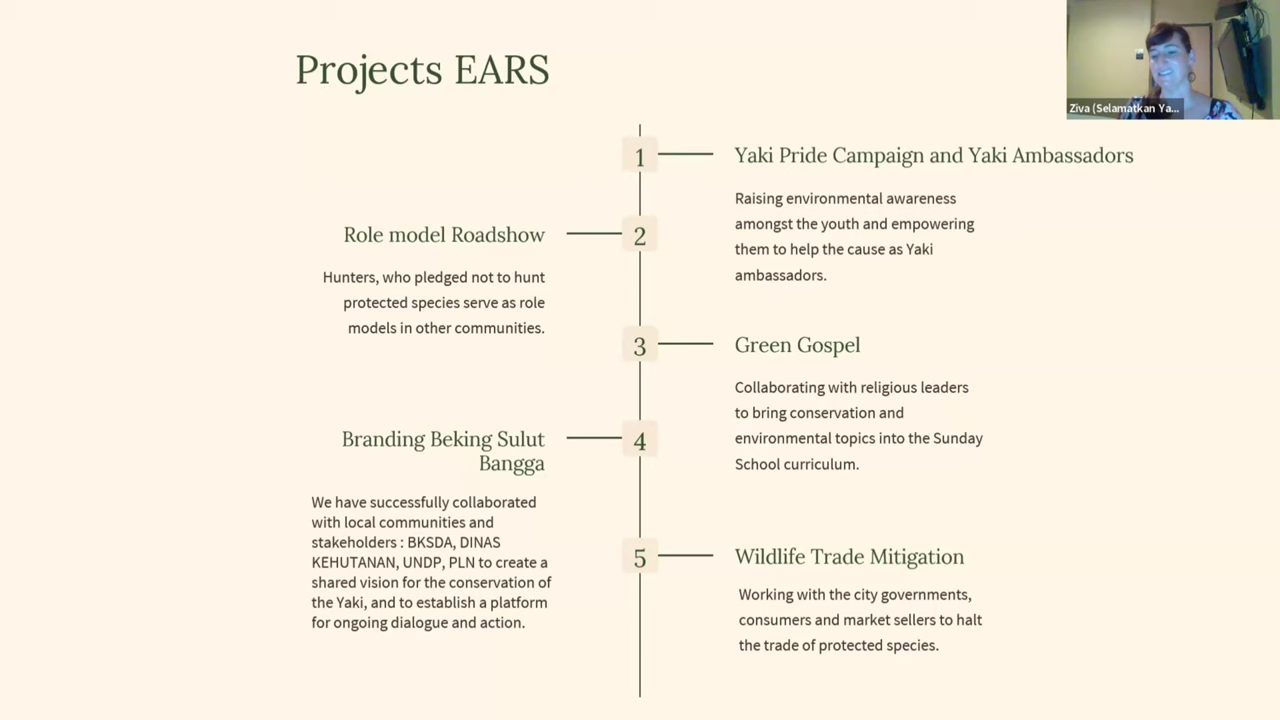 Projects EARS
Ziva (Selamatkan Ya...
1
Yaki Pride Campaign and Yaki Ambassadors
Raising environmental awareness
amongst the youth and empowering
them to help the cause as Yaki
ambassadors.
Role model Roadshow
2
Hunters, who pledged not to hunt
protected species serve as role
models in other communities.
3
Green Gospel
Collaborating with religious leaders
to bring conservation and
environmental topics into the Sunday
School curriculum.
Branding Beking Sulut
Bangga
4
We have successfully collaborated
with local communities and
stakeholders : BKSDA, DINAS
KEHUTANAN, UNDP, PLN to create a
shared vision for the conservation of
the Yaki, and to establish a platform
for ongoing dialogue and action.
5
Wildlife Trade Mitigation
Working with the city governments,
consumers and market sellers to halt
the trade of protected species.